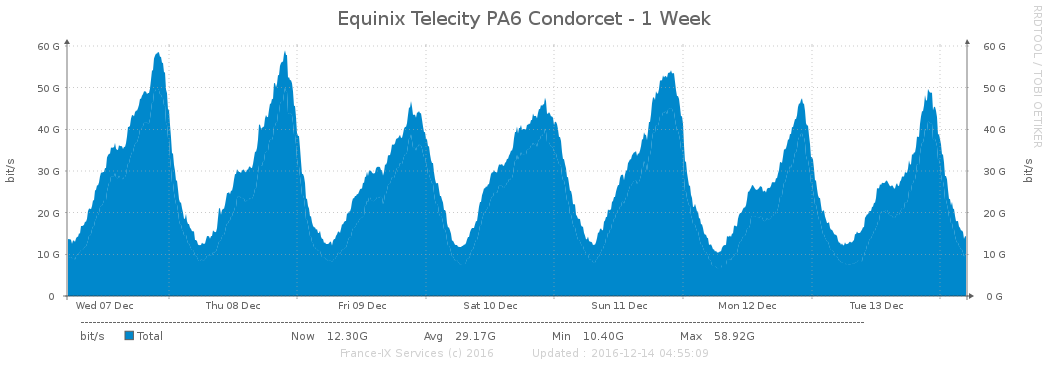 Equinix Telecity PA6 Condorcet - 1 Week
RRDTOOL / TOBI OETIKER
bit/s
60 G 60 G
50 G 50 G
40 G 40 G
30 G 30 G
20 G 20 G
10 G 10 G
0 0 G
bit/s
Wed 07 Dec Thu 08 Dec Fri 09 Dec Sat 10 Dec Sun 11 Dec Mon 12 Dec Tue 13 Dec
bit/s Total Now 12.30G Avg 29.17G Min 10.40G Max 58.92G
France-IX Services (c) 2016 Updated : 2016-12-14 04:55:09